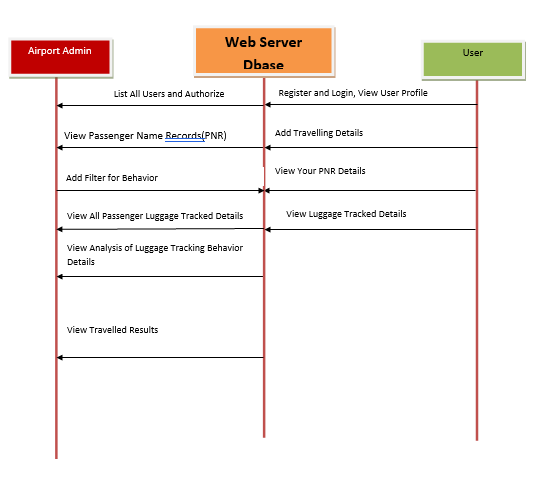 Airport Admin
Web Server
Dbase
User
List All Users and Authorize
Register and Login, View User Profile
View Passenger Name Records(PNR)
Add Travelling Details
Add Filter for Behavior
View Your PNR Details
View All Passenger Luggage Tracked Details
View Luggage Tracked Details
View Analysis of Luggage Tracking Behavior
Details
View Travelled Results